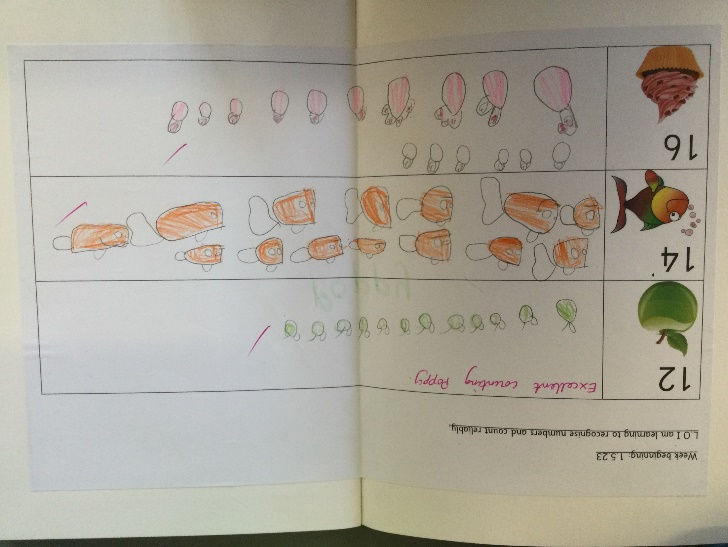 Week beginning: 1.5.23
L.O I am learning to recognise numbers and count reliably.
Excellent counting Poppy.
12
14
16
Poppy